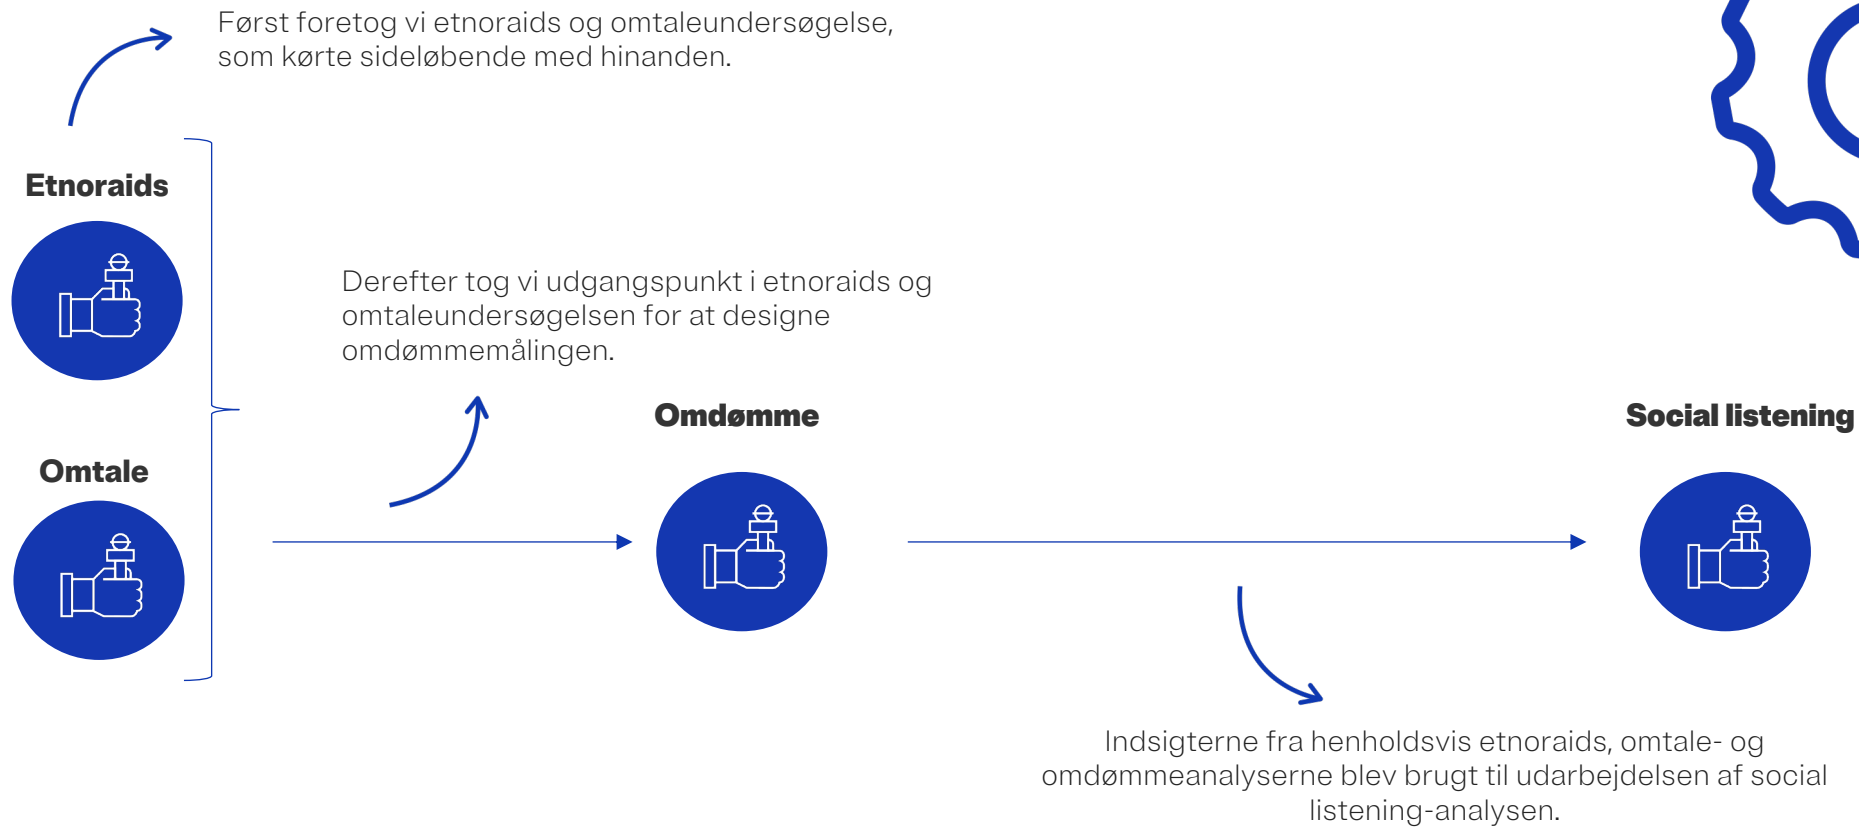 Først foretog vi etnoraids og omtaleundersøgelse,
som kørte sideløbende med hinanden.
Etnoraids
Derefter tog vi udgangspunkt i etnoraids og
omtaleundersøgelsen for at designe
omdømmemålingen.
Omtale
Omdømme
Social listening
Indsigterne fra henholdsvis etnoraids, omtale- og
omdømmeanalyserne blev brugt til udarbejdelsen af social
listening-analysen.